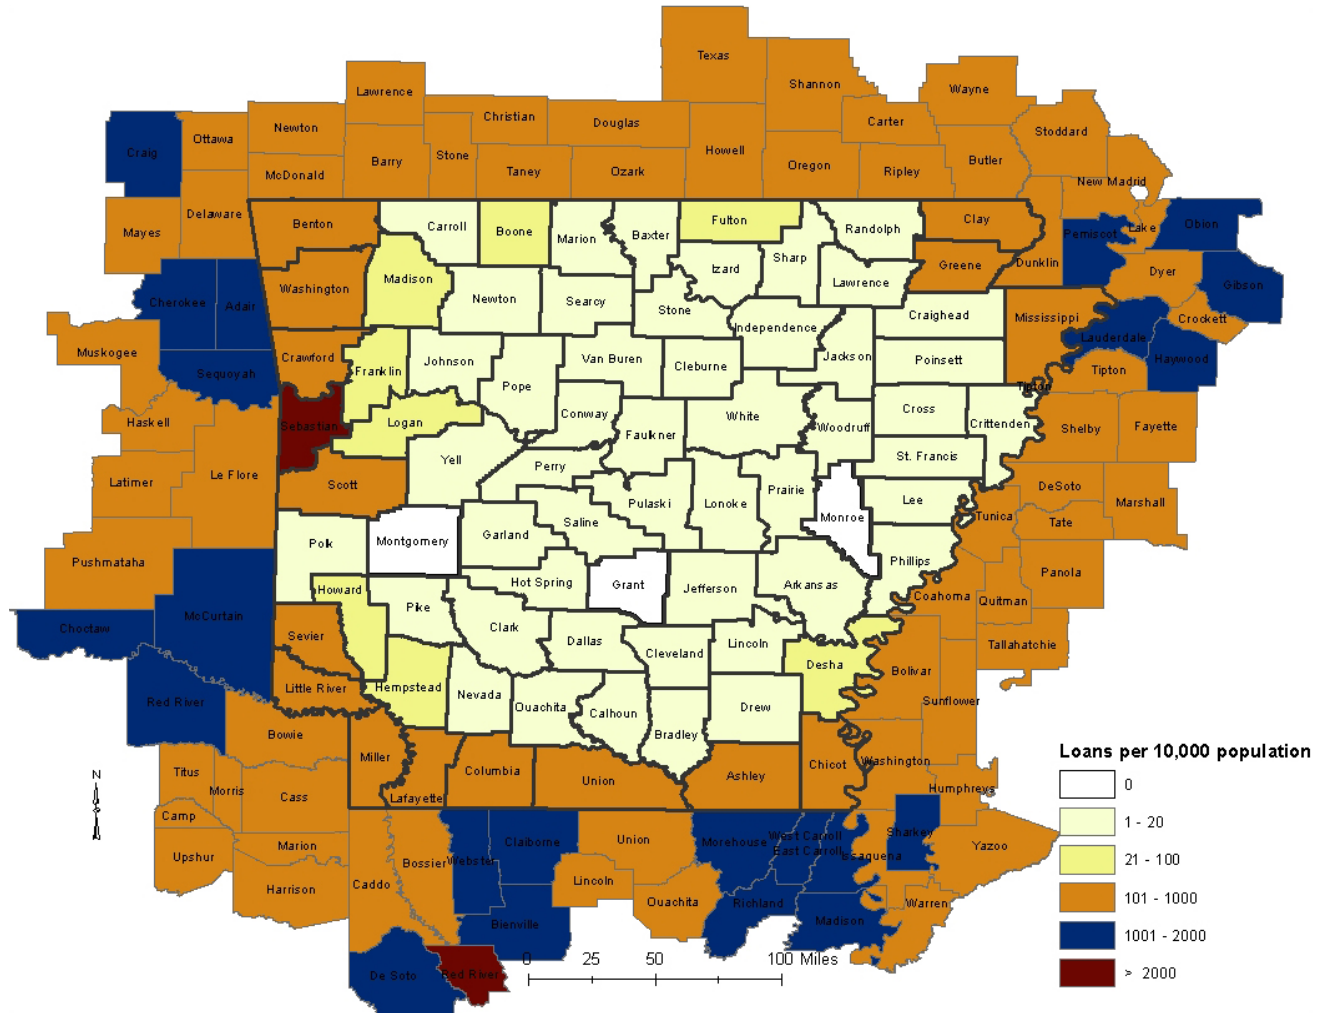 Texas
Shannon
Wayne
Lawrence
Carter
Stoddard
Newton
Christian
Douglas
Ottawa
Craig
Barry
Stone
Howell
Oregon
Butler
McDonald
Taney
Ozark
Ripley
New Madrid
Delaware
Mayes
Benton
Carroll
Boone
Marion
Baxter
Fulton
Randolph
Clay
Pemiscot
Lake
Obion
Izard
Sharp
Greene
Dunklin
Dyer
Gibson
Washington
Madison
Newton
Searcy
Stone
Lawrence
Cherokee
Adair
Craighead
Mississippi
Crockett
Independence
Lauderdale
Muskogee
Crawford
Johnson
Van Buren
Cleburne
Jackson
Poinsett
Haywood
Sequoyah
Franklin
Pope
Tipton
Tipton
Haskell
Sebastian
Logan
Conway
White
Woodruff
Cross
Crittenden
Shelby
Fayette
Faulkner
Yell
Perry
St. Francis
Le Flore
Latimer
Scott
Pulaski
Lonoke
Prairie
Lee
DeSoto
Marshall
Saline
Monroe
Tunica
Tate
Polk
Montgomery
Garland
Pushmataha
Phillips
Panola
Howard
Hot Spring
Grant
Jefferson
Arkansas
Pike
Coahoma
Quitman
McCurtain
Choctaw
Sevier
Clark
Dallas
Cleveland
Lincoln
Tallahatchie
Desha
Bolivar
Little River
Hempstead
Nevada
Ouachita
Calhoun
Drew
Sunflower
Red River
Bowie
Bradley
Miller
Columbia
Union
Ashley
Chicot
Washington
Titus
Morris
Cass
Lafayette
Humphreys
Camp
Marion
Upshur
Harrison
Caddo
Bossier
Webster
Claiborne
Union
Morehouse
West Carroll
East Carroll
Issaquena
Sharkey
Yazoo
Lincoln
Ouachita
Richland
Madison
Warren
Bienville
De Soto
Red River
N
0 25 50 100 Miles
Loans per 10,000 population
0
1 - 20
21 - 100
101 - 1000
1001 - 2000
> 2000